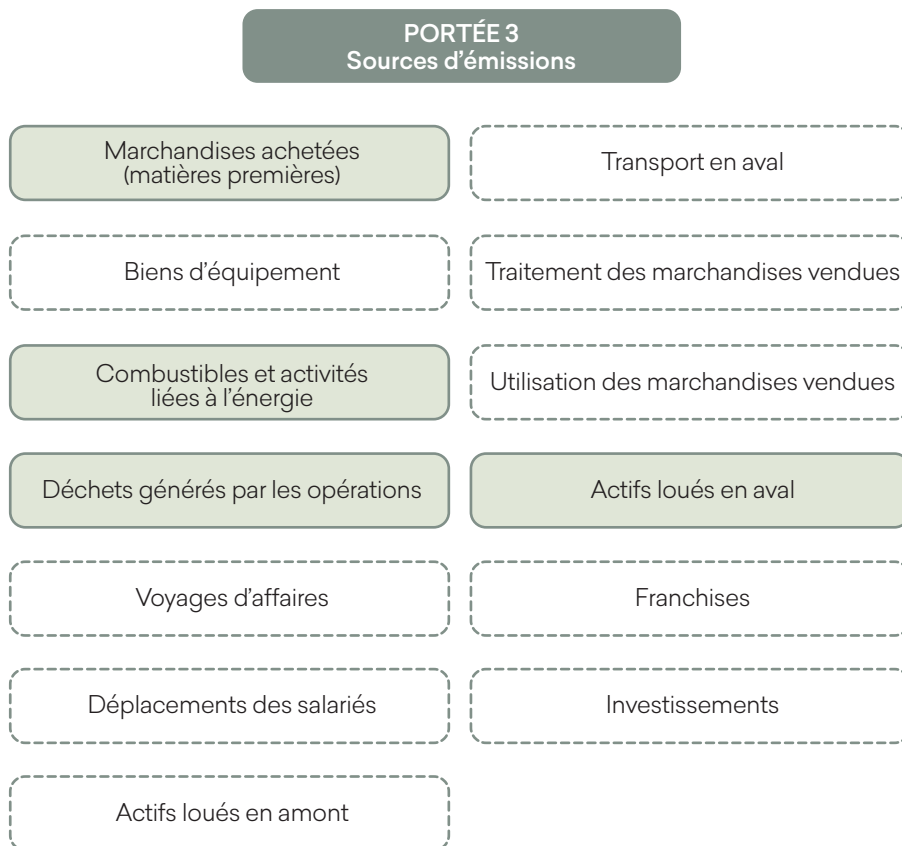 PORTÉE 3
Sources d'émissions
Marchandises achetées
(matières premières)
Transport en aval
Biens d'équipement
Traitement des marchandises vendues
Combustibles et activités
liées à l'énergie
Utilisation des marchandises vendues
Déchets générés par les opérations
Actifs loués en aval
Voyages d'affaires
Franchises
Déplacements des salariés
Investissements
Actifs loués en amont